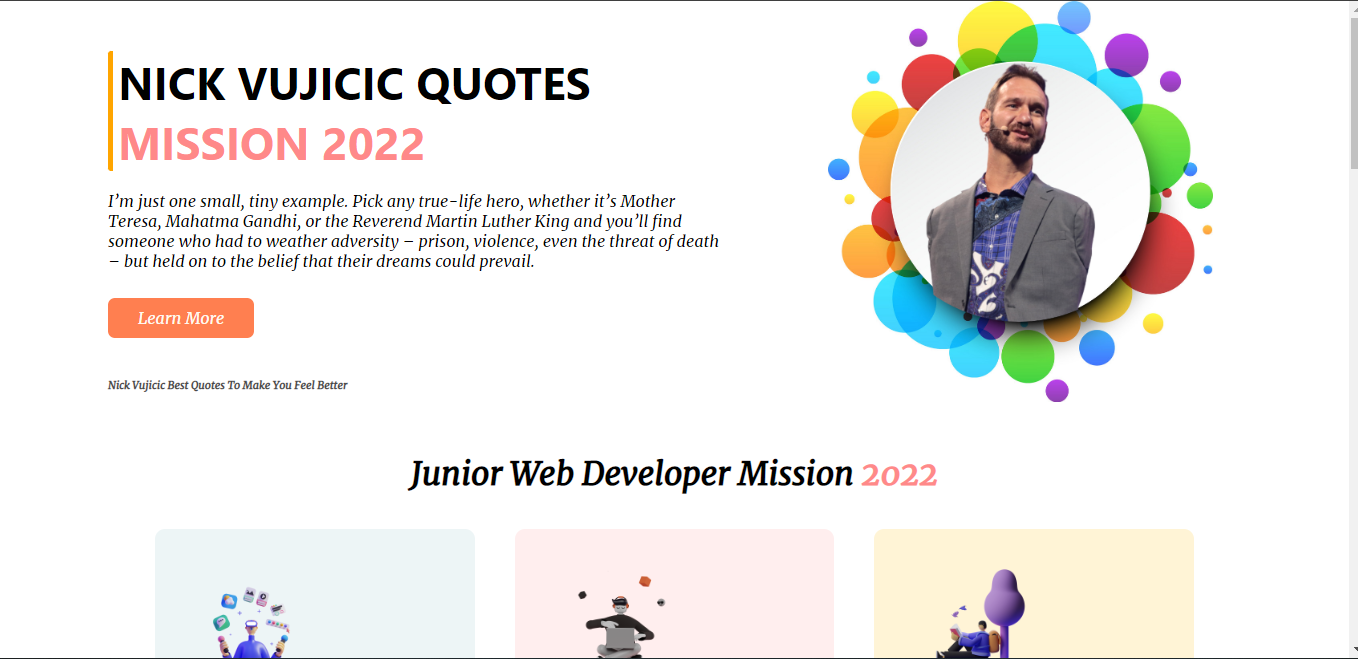 NICK VUJICIC QUOTES
MISSION 2022
I’m just one small, tiny example. Pick any true-life hero, whether it’s Mother
Teresa, Mahatma Gandhi, or the Reverend Martin Luther King and you’ll find
someone who had to weather adversity – prison, violence, even the threat of death
– but held on to the belief that their dreams could prevail.
Learn More
Nick Vujicic Best Quotes To Make You Feel Better
Junior Web Developer Mission 2022